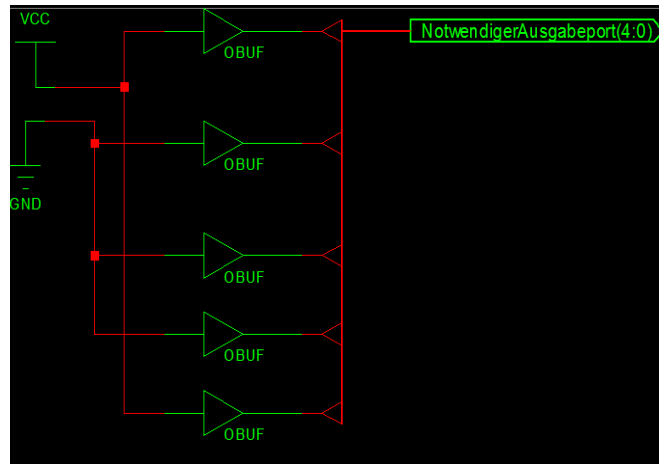 VCC
OBUF
NotwendigerAusgabeport(4:0)
OBUF
GND
OBUF
OBUF
OBUF